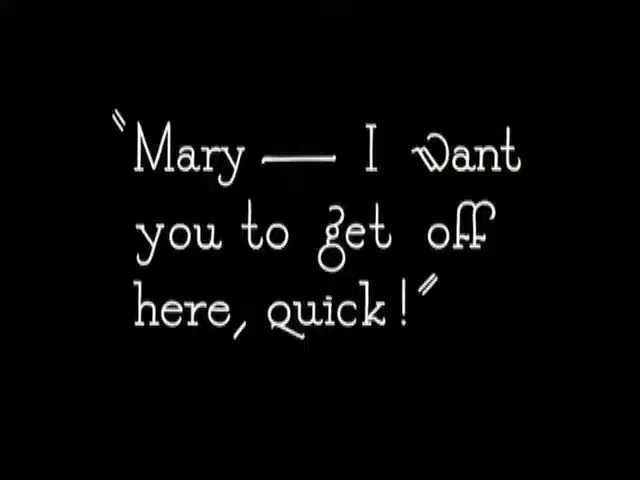 "Mary — I want
you to get off
here, quick!"